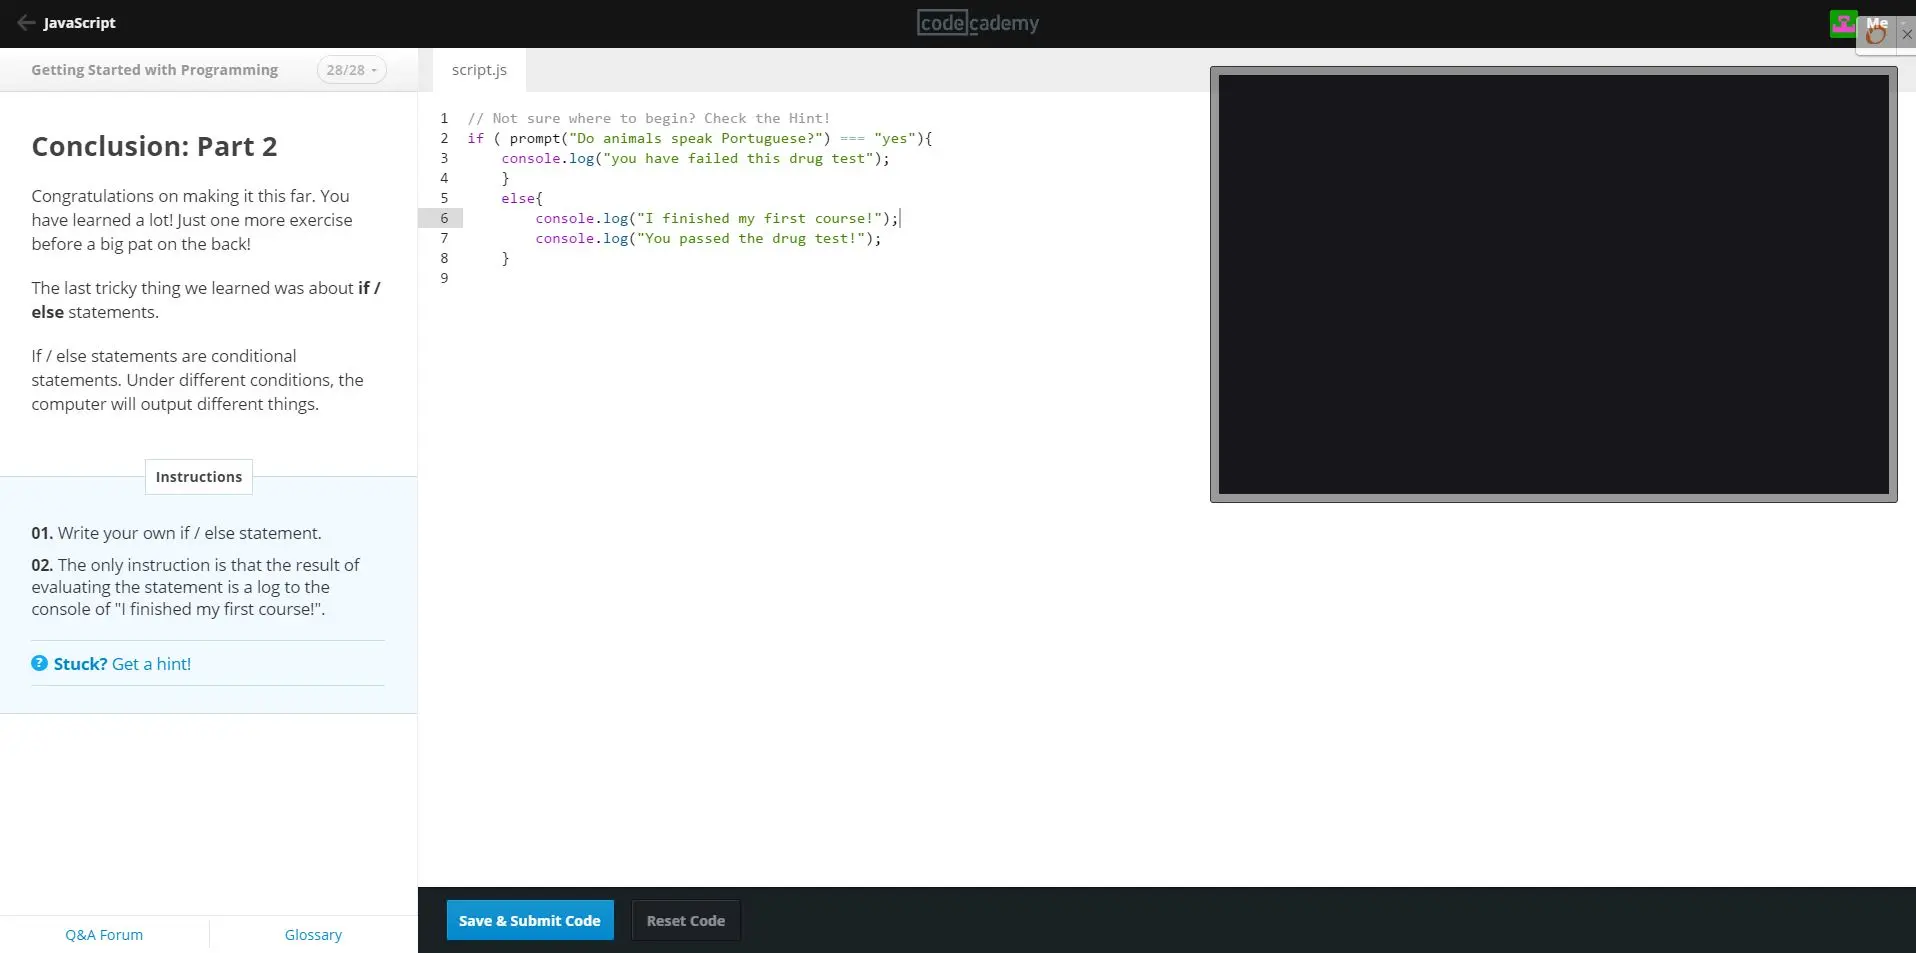 JavaScript
codecademy
Me
Getting Started with Programming
28/28
script.js
Conclusion: Part 2
Congratulations on making it this far. You
have learned a lot! Just one more exercise
before a big pat on the back!
The last tricky thing we learned was about if /
else statements.
If / else statements are conditional
statements. Under different conditions, the
computer will output different things.
Instructions
01. Write your own if / else statement.
02. The only instruction is that the result of
evaluating the statement is a log to the
console of "I finished my first course!".
? Stuck? Get a hint!
Q&A Forum
Glossary
1 // Not sure where to begin? Check the Hint!
2 if ( prompt("Do animals speak Portuguese?") === "yes"){
3     console.log("you have failed this drug test");
4     }
5     else{
6         console.log("I finished my first course!");
7         console.log("You passed the drug test!");
8     }
9
Save & Submit Code
Reset Code